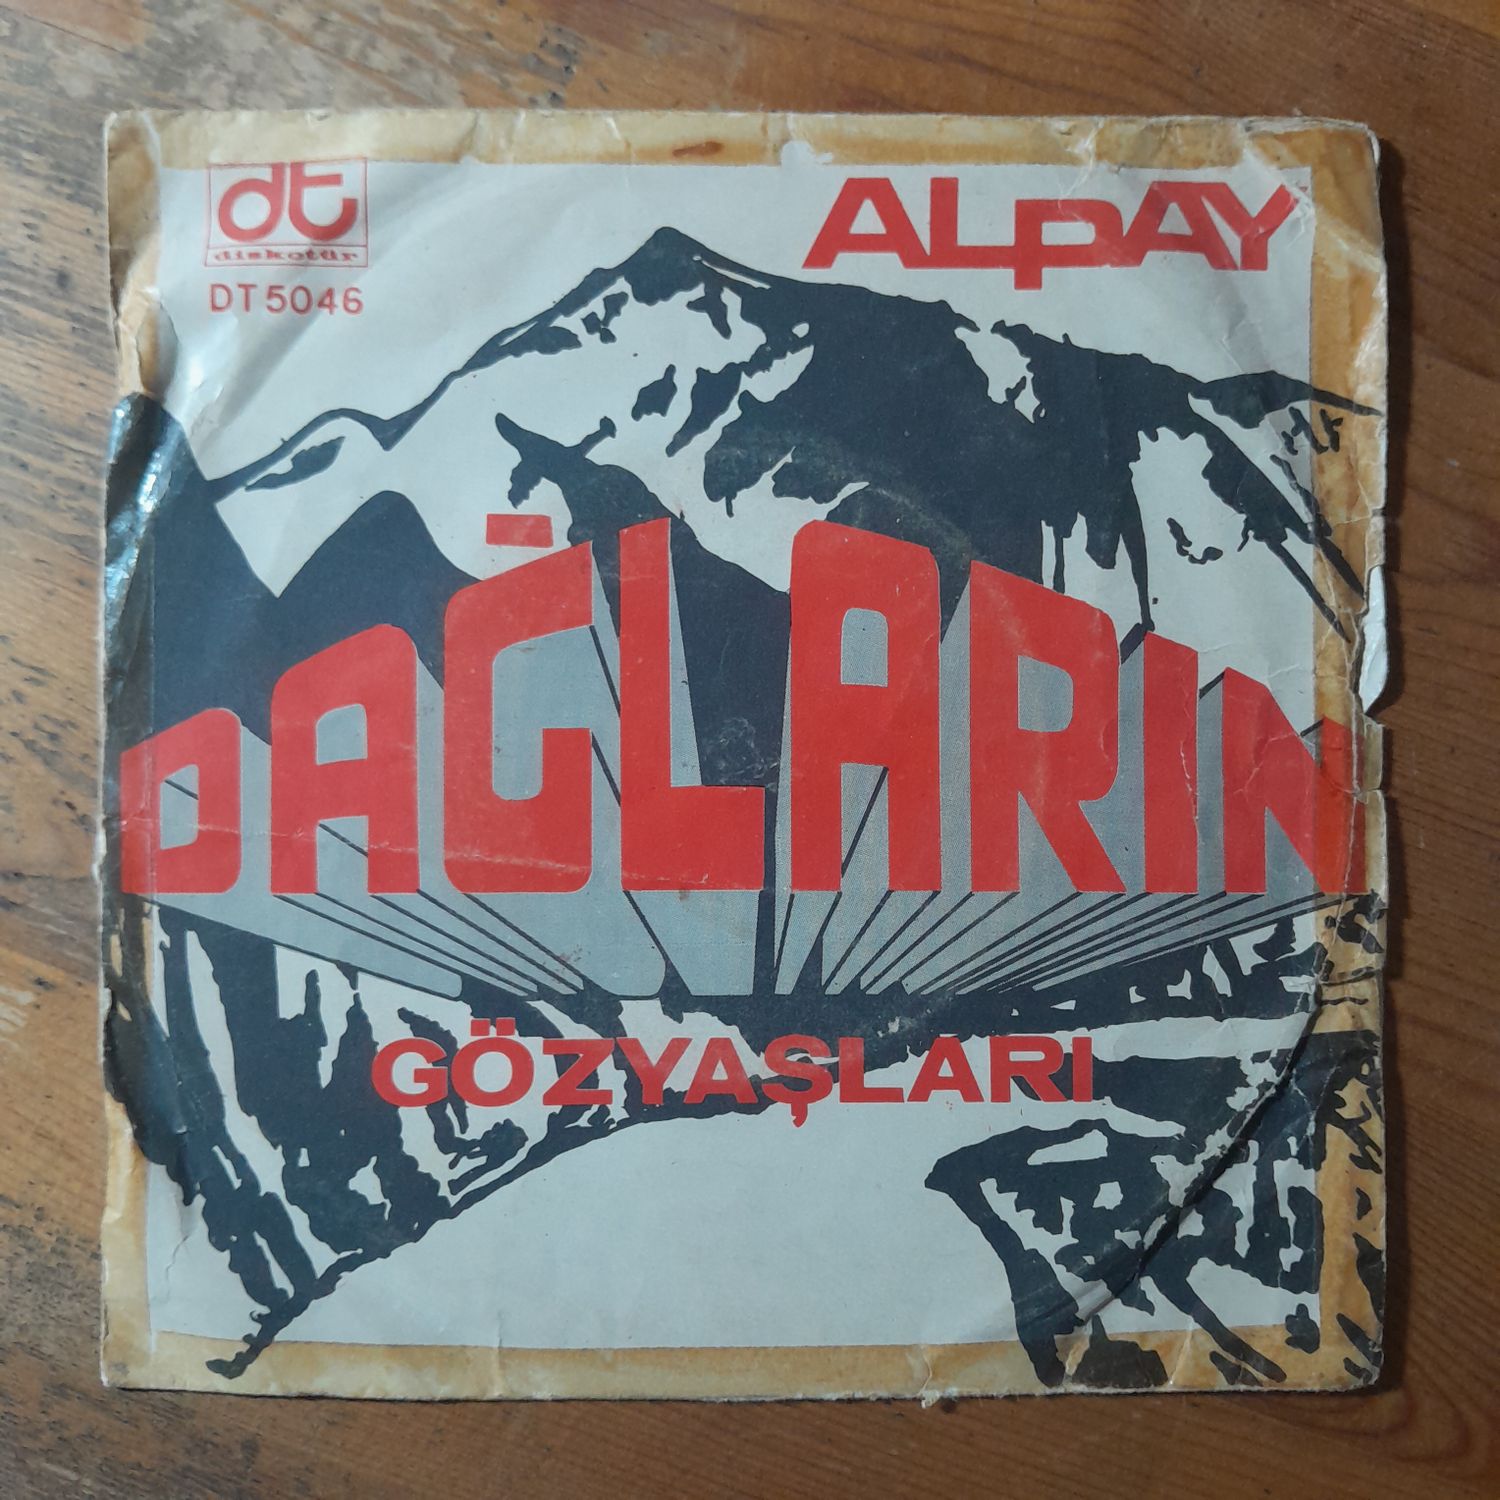 dt
diskotür
DT 5046
ALPAY
DAĞLARIN
GÖZYAŞLARI